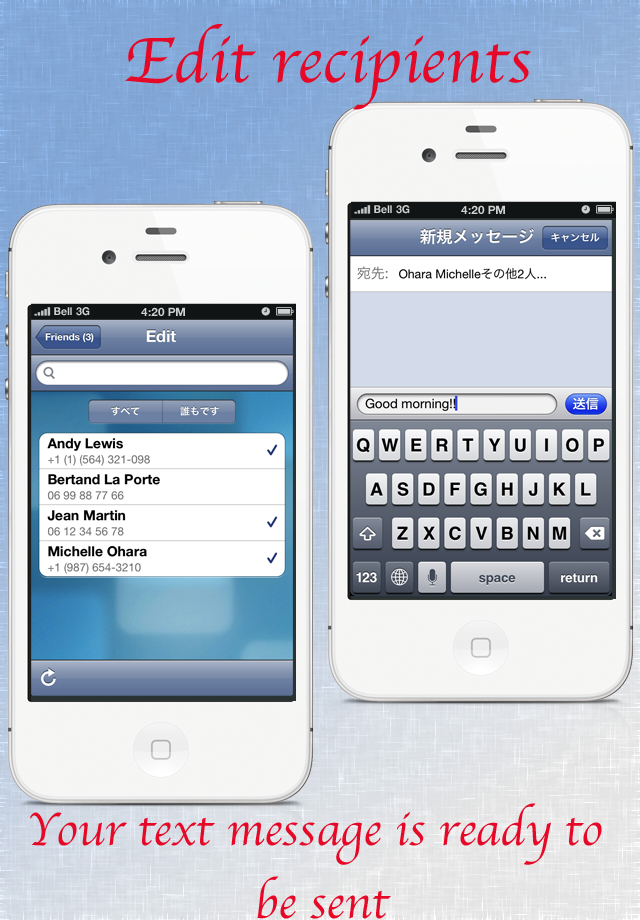 Edit recipients
Bell 3G 4:20 PM
Friends (3) Edit
すべて 誰もです
Andy Lewis
+1 (1) (564) 321-098
Bertand La Porte
06 99 88 77 66
Jean Martin
06 12 34 56 78
Michelle Ohara
+1 (987) 654-3210
Bell 3G 4:20 PM
新規メッセージ キャンセル
宛先: Ohara Michelleその他2人...
Good morning!! 送信
Q W E R T Y U I O P
A S D F G H J K L
Z X C V B N M
123 space return
Your text message is ready to
be sent